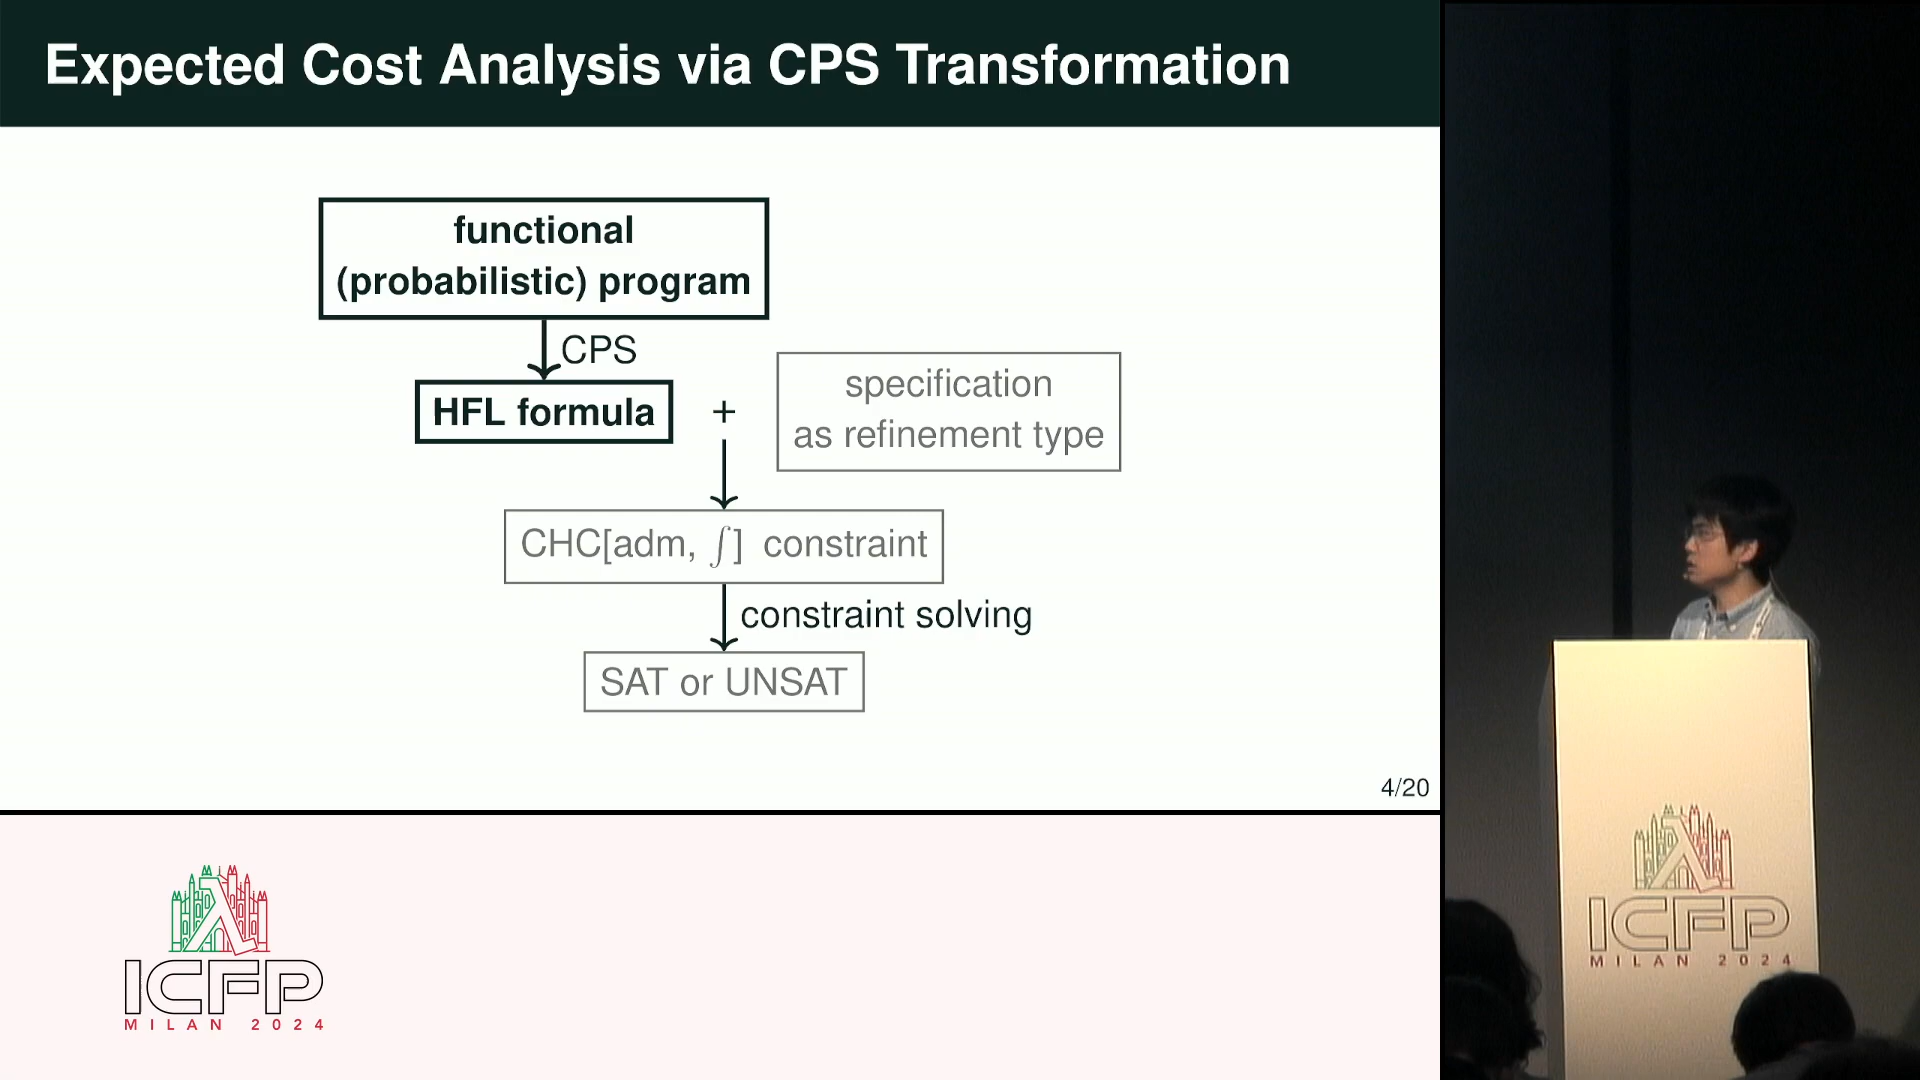 Expected Cost Analysis via CPS Transformation
functional
(probabilistic) program
CPS
HFL formula
+
specification
as refinement type
CHC[adm, ∫] constraint
constraint solving
SAT or UNSAT
4/20
ICFP
MILAN 2024
ICFP
MILAN 2024